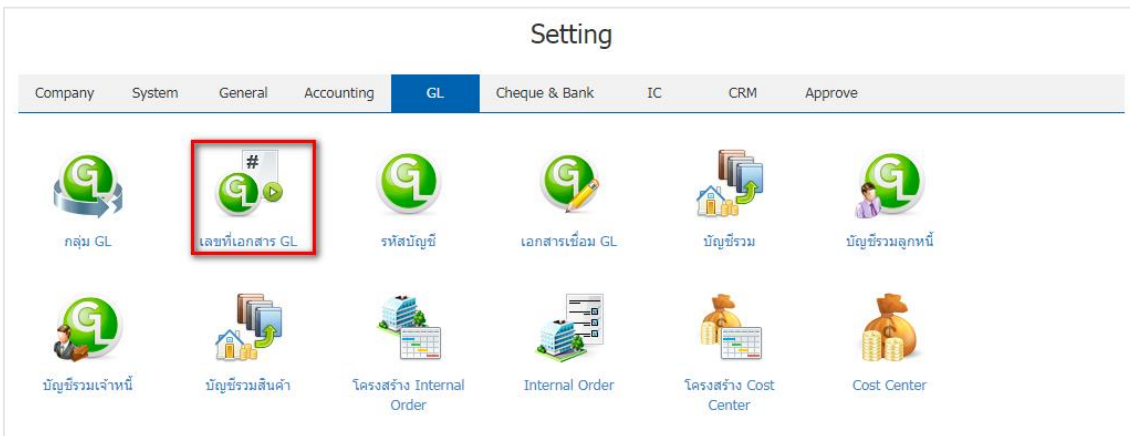 Setting
Company System General Accounting GL Cheque & Bank IC CRM Approve
#
กลุ่ม GL เลขที่เอกสาร GL รหัสบัญชี เอกสารเชื่อม GL บัญชีรวม บัญชีรวมลูกหนี้
บัญชีรวมเจ้าหนี้ บัญชีรวมสินค้า โครงสร้าง Internal Internal Order โครงสร้าง Cost Cost Center
Order Center